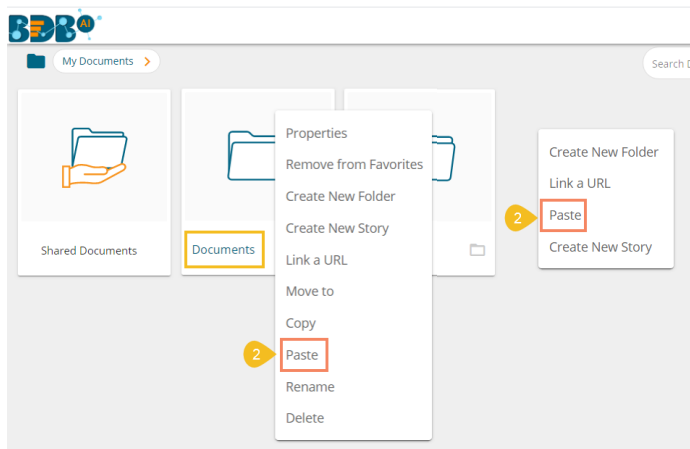 BDB AI
My Documents >
Search D
Shared Documents
Documents
Properties
Remove from Favorites
Create New Folder
Create New Story
Link a URL
Move to
Copy
2 Paste
Rename
Delete
Create New Folder
Link a URL
2 Paste
Create New Story